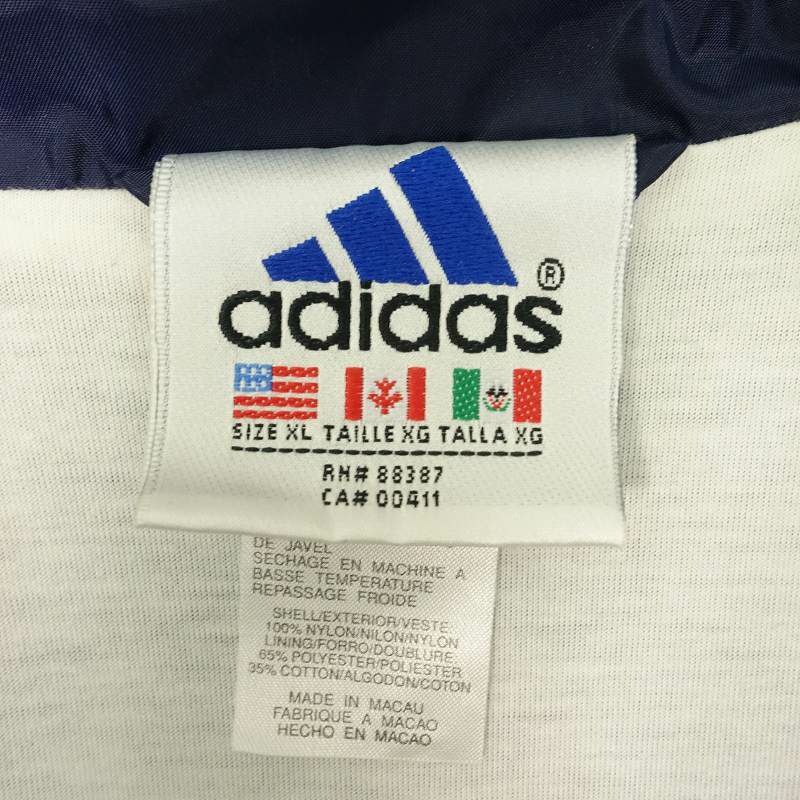 adidas®
SIZE XL TAILLE XG TALLA XG
RN# 88387
CA# 00411
DE JAVEL
SECHAGE EN MACHINE A
BASSE TEMPERATURE
REPASSAGE FROIDE
SHELL/EXTERIOR/VESTE
100% NYLON/NILON/NYLON
LINING/FORRO/DOUBLURE
65% POLYESTER/POLIESTER
35% COTTON/ALGODON/COTON
MADE IN MACAU
FABRIQUE A MACAO
HECHO EN MACAO